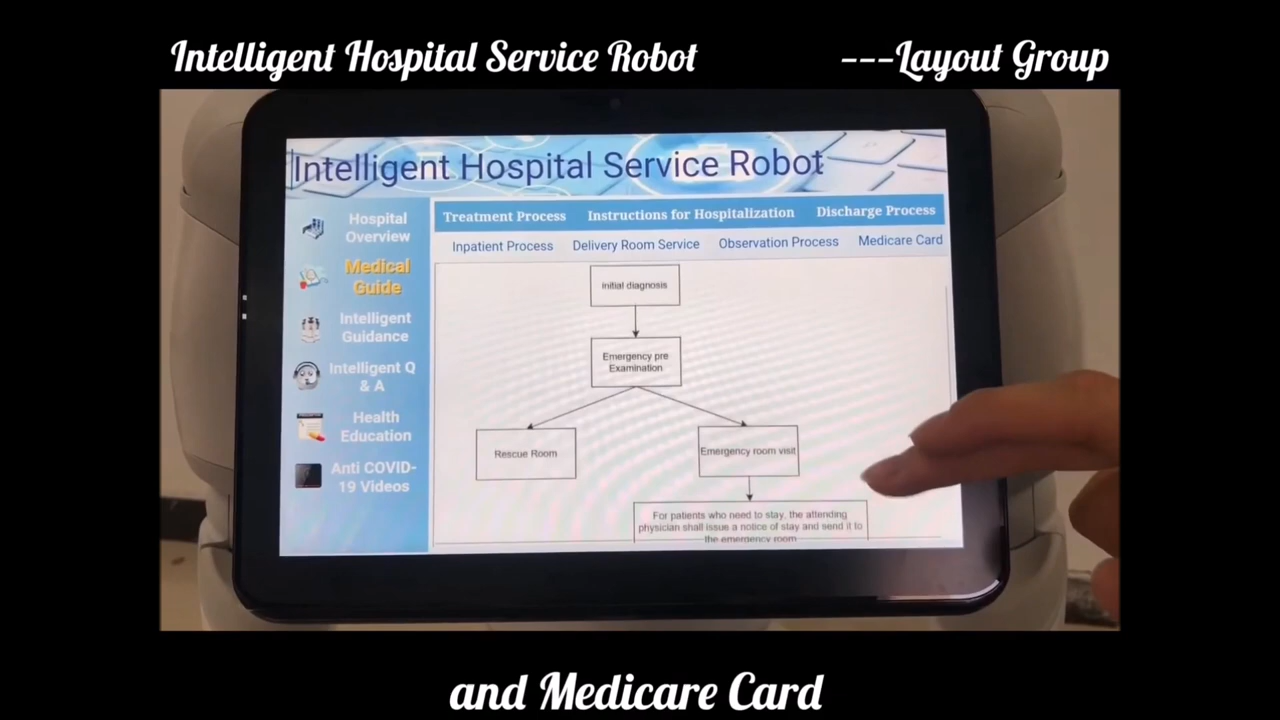 Intelligent Hospital Service Robot ---Layout Group
Intelligent Hospital Service Robot
Hospital
Overview
Medical
Guide
Intelligent
Guidance
Intelligent Q
& A
Health
Education
Anti COVID-
19 Videos
Treatment Process Instructions for Hospitalization Discharge Process
Inpatient Process Delivery Room Service Observation Process Medicare Card
initial diagnosis
Emergency pre
Examination
Rescue Room
Emergency room visit
For patients who need to stay, the attending
physician shall issue a notice of stay and send it to
the emergency room
and Medicare Card